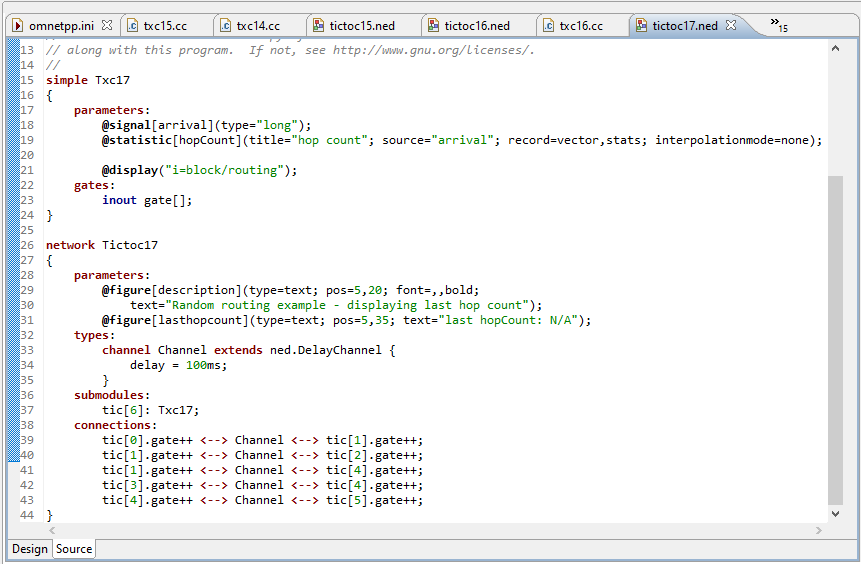 omnetpp.ini txc15.cc txc14.cc tictoc15.ned tictoc16.ned txc16.cc tictoc17.ned »15
13 // along with this program.  If not, see http://www.gnu.org/licenses/.
14 //
15 simple Txc17
16 {
17     parameters:
18         @signal[arrival](type="long");
19         @statistic[hopCount](title="hop count"; source="arrival"; record=vector,stats; interpolationmode=none);
20
21         @display("i=block/routing");
22     gates:
23         inout gate[];
24 }
25
26 network Tictoc17
27 {
28     parameters:
29         @figure[description](type=text; pos=5,20; font=,,bold;
30             text="Random routing example - displaying last hop count");
31         @figure[lasthopcount](type=text; pos=5,35; text="last hopCount: N/A");
32     types:
33         channel Channel extends ned.DelayChannel {
34             delay = 100ms;
35         }
36     submodules:
37         tic[6]: Txc17;
38     connections:
39         tic[0].gate++ <--> Channel <--> tic[1].gate++;
40         tic[1].gate++ <--> Channel <--> tic[2].gate++;
41         tic[1].gate++ <--> Channel <--> tic[4].gate++;
42         tic[3].gate++ <--> Channel <--> tic[4].gate++;
43         tic[4].gate++ <--> Channel <--> tic[5].gate++;
44 }
Design Source